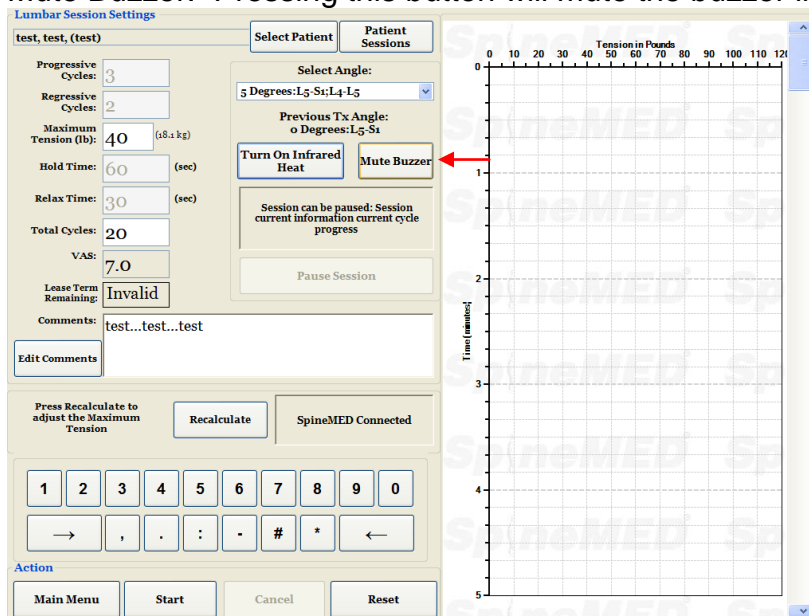 Mute Buzzer: Pressing this button will mute the buzzer
Lumbar Session Settings
test, test, (test)
Select Patient
Patient
Sessions
Progressive
Cycles:
3
Regressive
Cycles:
2
Maximum
Tension (lb):
40
(18.1 kg)
Hold Time:
60
(sec)
Relax Time:
30
(sec)
Total Cycles:
20
VAS:
7.0
Lease Term
Remaining:
Invalid
Comments:
test...test...test
Edit Comments
Select Angle:
5 Degrees:L5-S1;L4-L5
Previous Tx Angle:
0 Degrees:L5-S1
Turn On Infrared
Heat
Mute Buzzer
Session can be
paused: Session
current information current cycle
progress
Pause Session
Press Recalculate to
adjust the Maximum
Tension
Recalculate
SpineMED Connected
1 2 3 4 5 6 7 8 9 0
→ , . : - # * ←
Action
Main Menu
Start
Cancel
Reset
Tension in Pounds
0 10 20 30 40 50 60 70 80 90 100 110
Time (minutes)
0
1
2
3
4
5
SpineMED
SpineMED
SpineMED
SpineMED
SpineMED
SpineMED